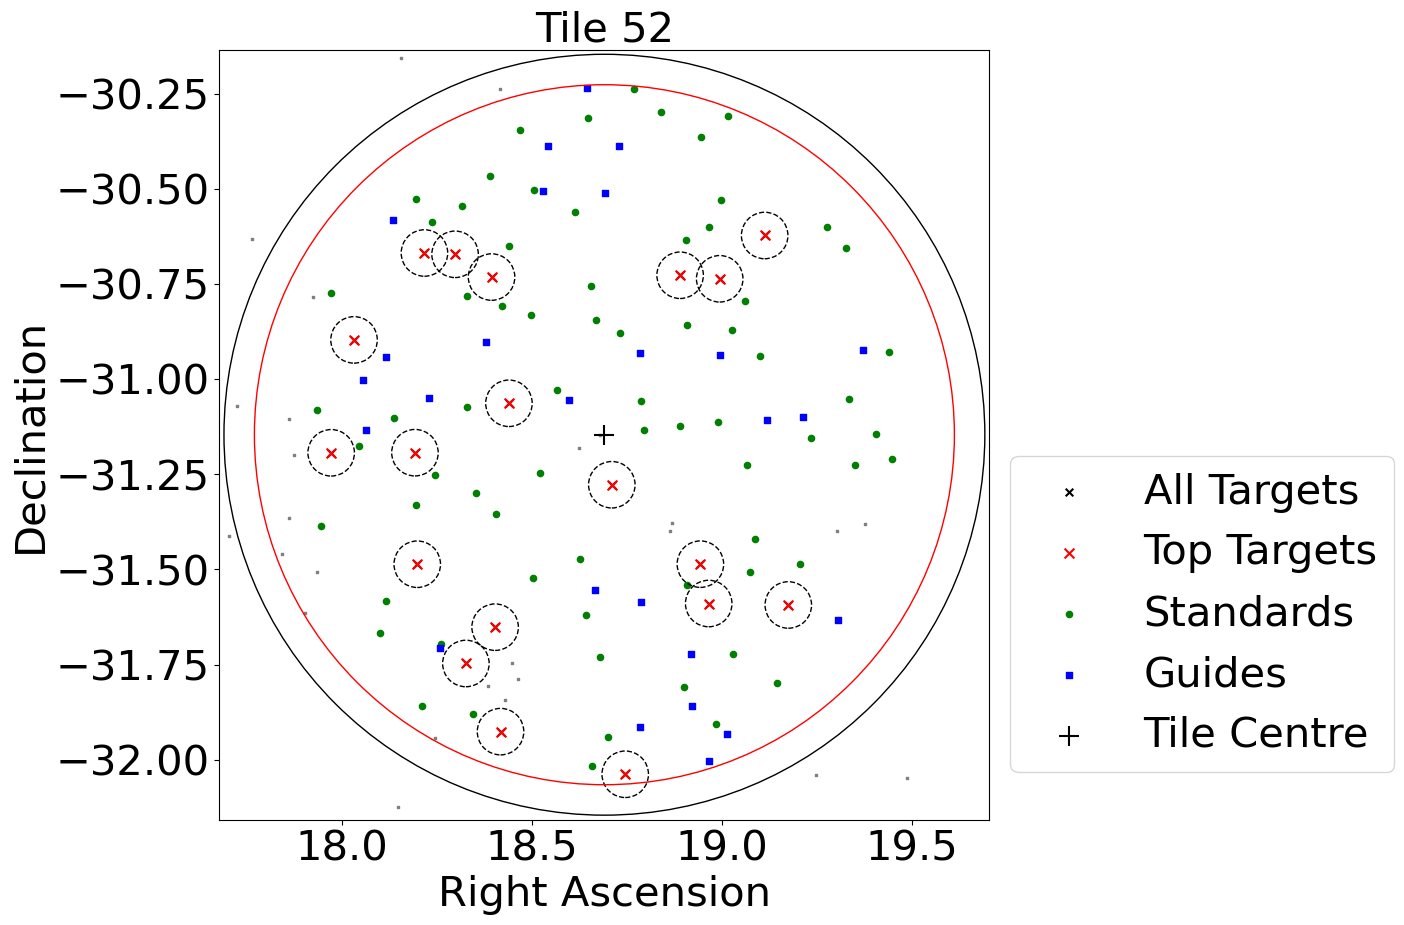 Tile 52
−30.25
−30.50
−30.75
−31.00
−31.25
−31.50
−31.75
−32.00
Declination
18.0 18.5 19.0 19.5
Right Ascension
All Targets
Top Targets
Standards
Guides
Tile Centre